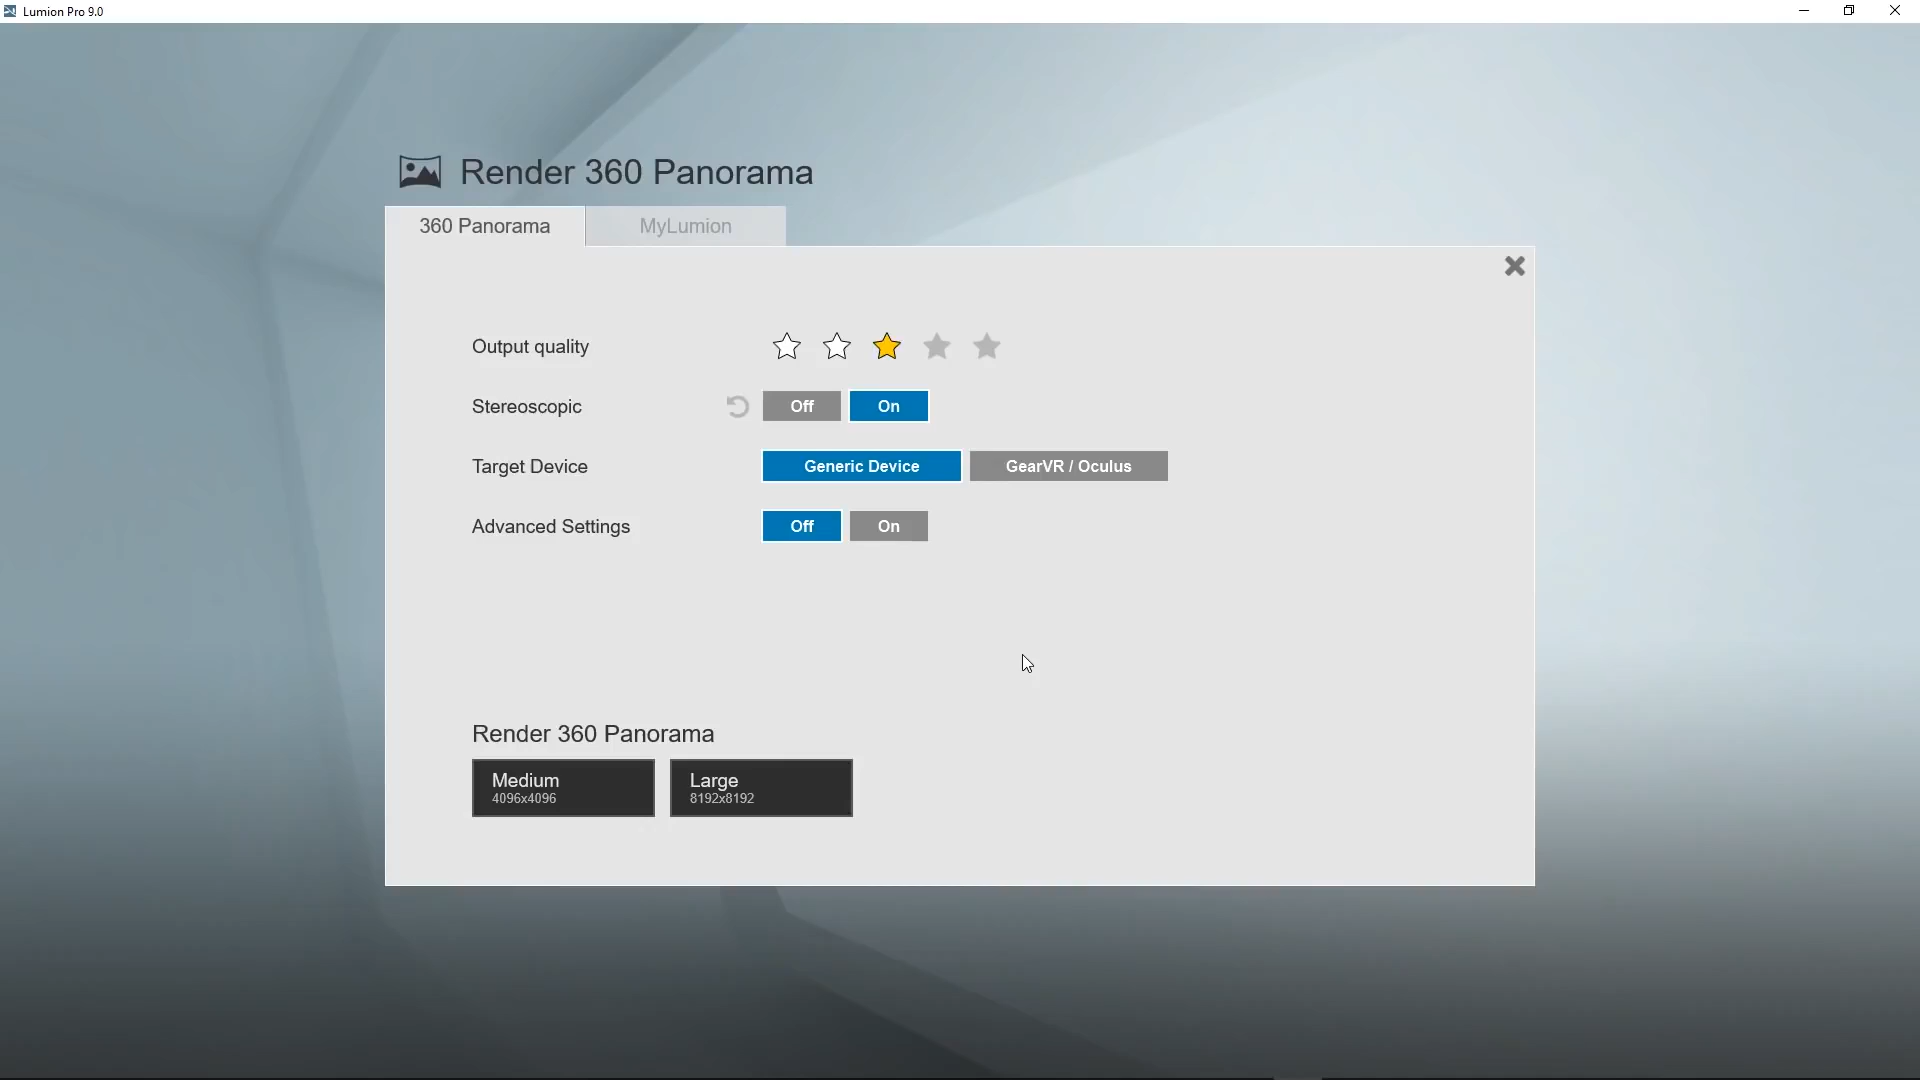 Lumion Pro 9.0
Render 360 Panorama
360 Panorama
MyLumion
Output quality
Stereoscopic
Off
On
Target Device
Generic Device
GearVR / Oculus
Advanced Settings
Off
On
Render 360 Panorama
Medium
4096x4096
Large
8192x8192